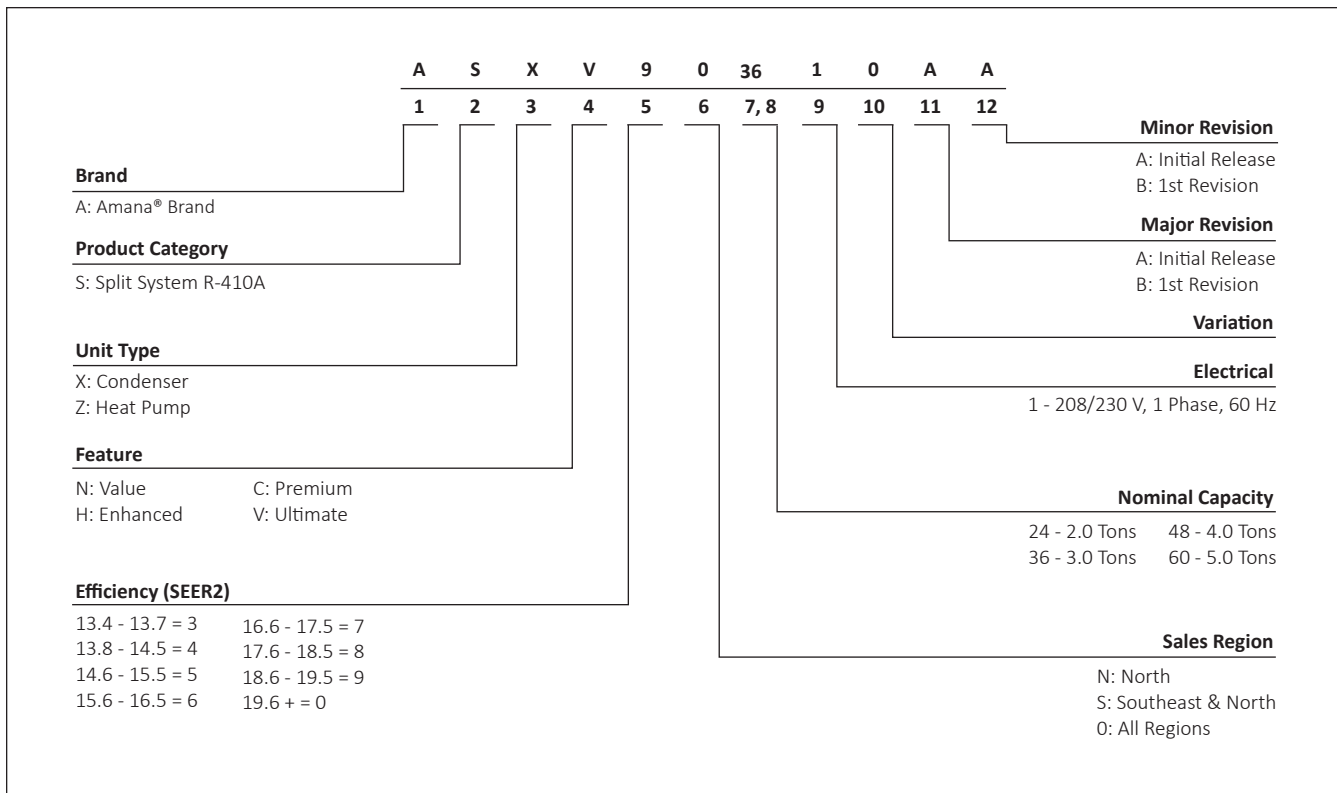 A S X V 9 0 36 1 0 A A
1 2 3 4 5 6 7, 8 9 10 11 12
Brand
A: Amana® Brand
Product Category
S: Split System R-410A
Unit Type
X: Condenser
Z: Heat Pump
Feature
N: Value C: Premium
H: Enhanced V: Ultimate
Efficiency (SEER2)
13.4 - 13.7 = 3 16.6 - 17.5 = 7
13.8 - 14.5 = 4 17.6 - 18.5 = 8
14.6 - 15.5 = 5 18.6 - 19.5 = 9
15.6 - 16.5 = 6 19.6 + = 0
Minor Revision
A: Initial Release
B: 1st Revision
Major Revision
A: Initial Release
B: 1st Revision
Variation
Electrical
1 - 208/230 V, 1 Phase, 60 Hz
Nominal Capacity
24 - 2.0 Tons 48 - 4.0 Tons
36 - 3.0 Tons 60 - 5.0 Tons
Sales Region
N: North
S: Southeast & North
0: All Regions